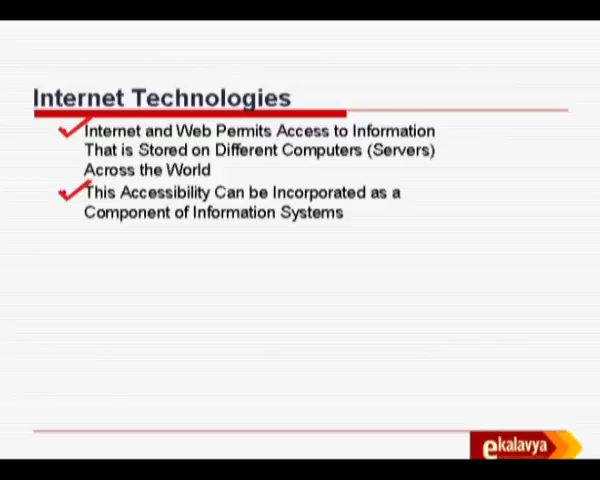 Internet Technologies
Internet and Web Permits Access to Information
That is Stored on Different Computers (Servers)
Across the World
This Accessibility Can be Incorporated as a
Component of Information Systems
ekalavya